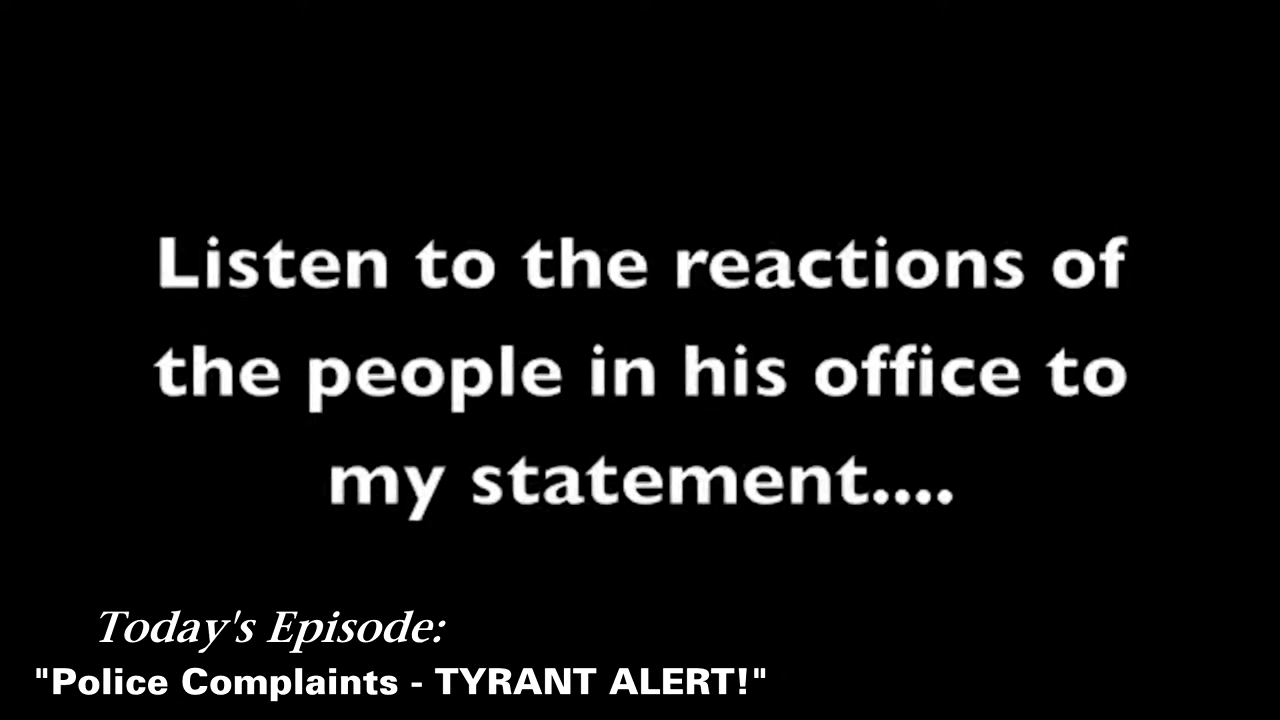 Listen to the reactions of
the people in his office to
my statement....
Today's Episode:
"Police Complaints - TYRANT ALERT!"